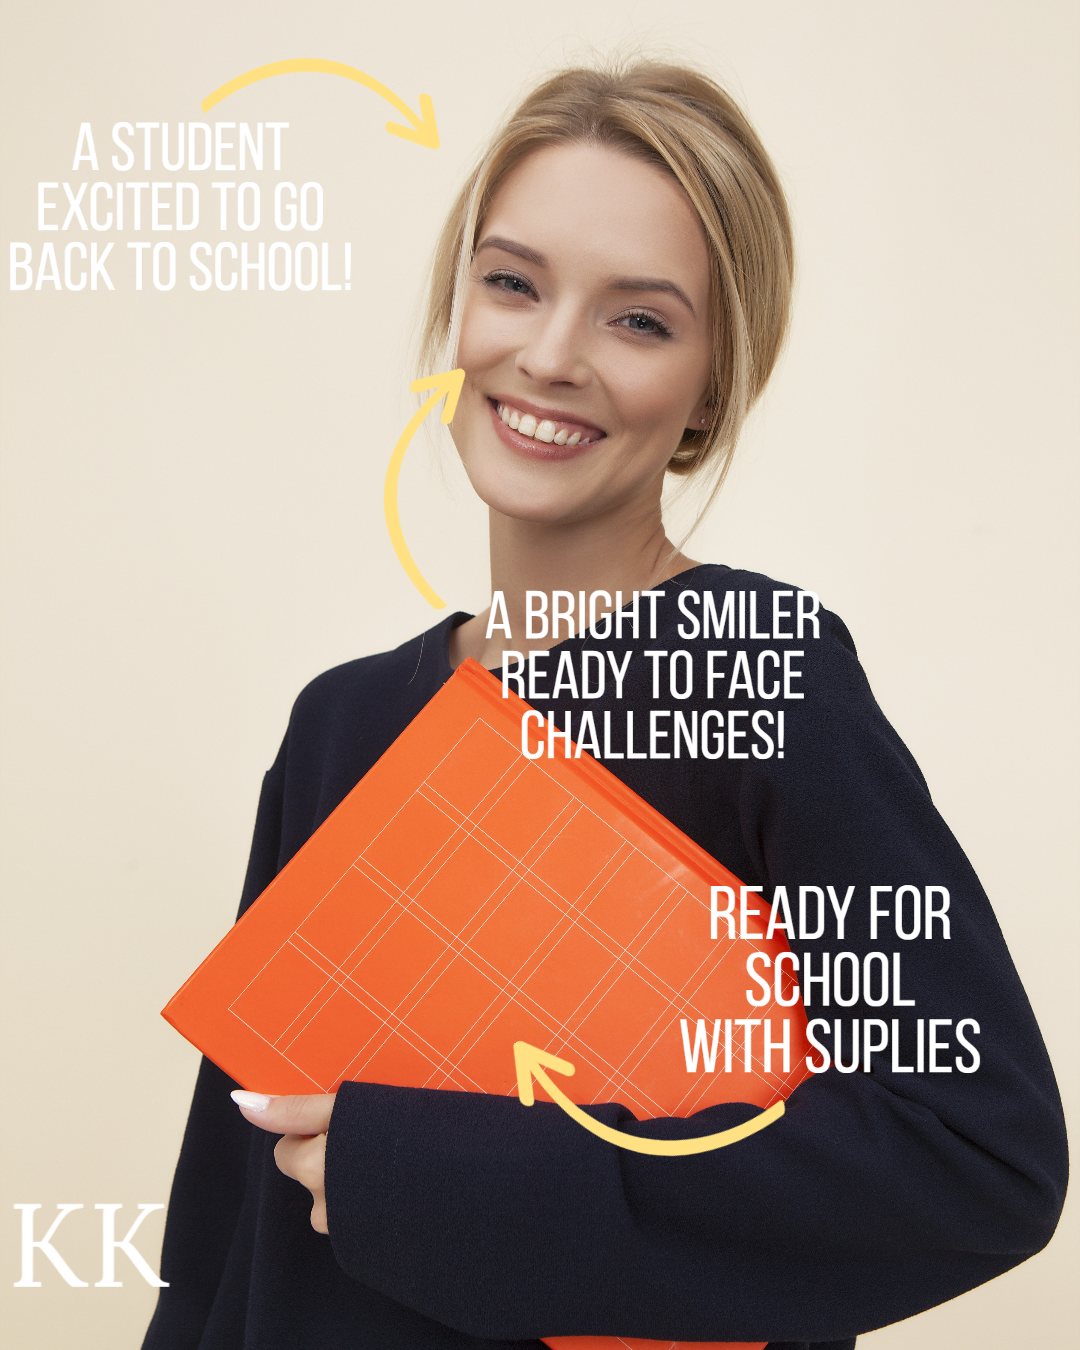 A STUDENT
EXCITED TO GO
BACK TO SCHOOL!
A BRIGHT SMILER
READY TO FACE
CHALLENGES!
READY FOR
SCHOOL
WITH SUPLIES
KK